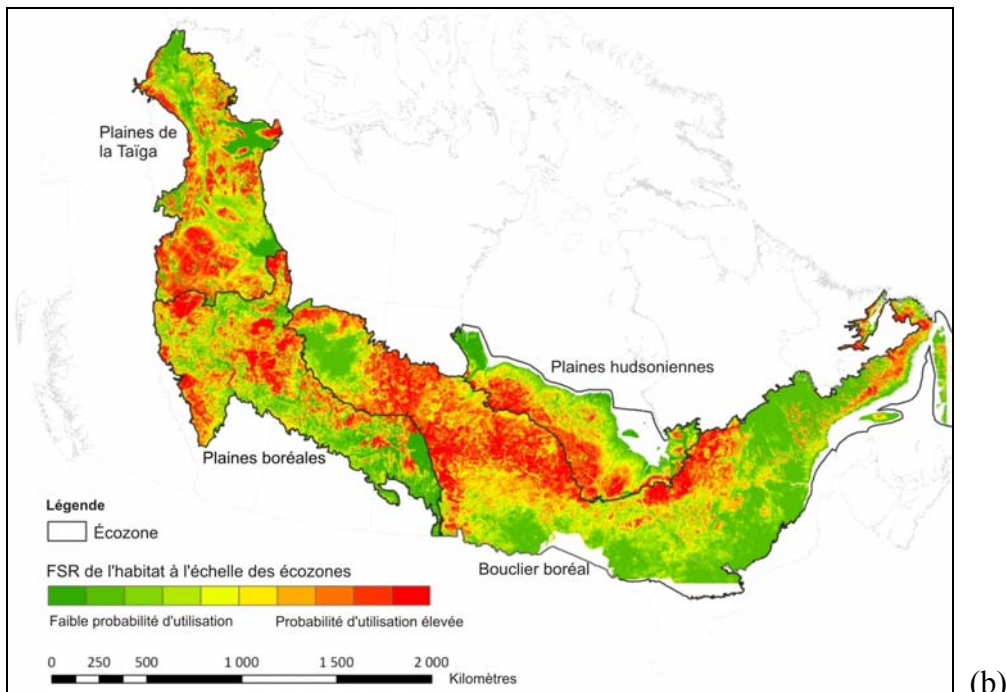 Plaines de
la Taïga
Plaines hudsoniennes
Plaines boréales
Bouclier boréal
Légende
Écozone
FSR de l'habitat à l'échelle des écozones
Faible probabilité d'utilisation Probabilité d'utilisation élevée
0 250 500 1 000 1 500 2 000
Kilomètres
(b)